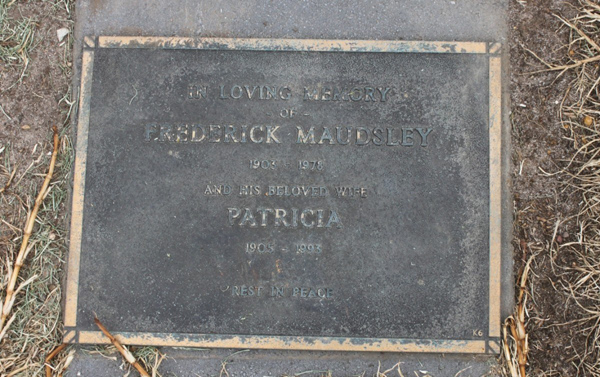 IN LOVING MEMORY
OF
FREDERICK MAUDSLEY
AND HIS BELOVED WIFE
PATRICIA
REST IN PEACE
K6